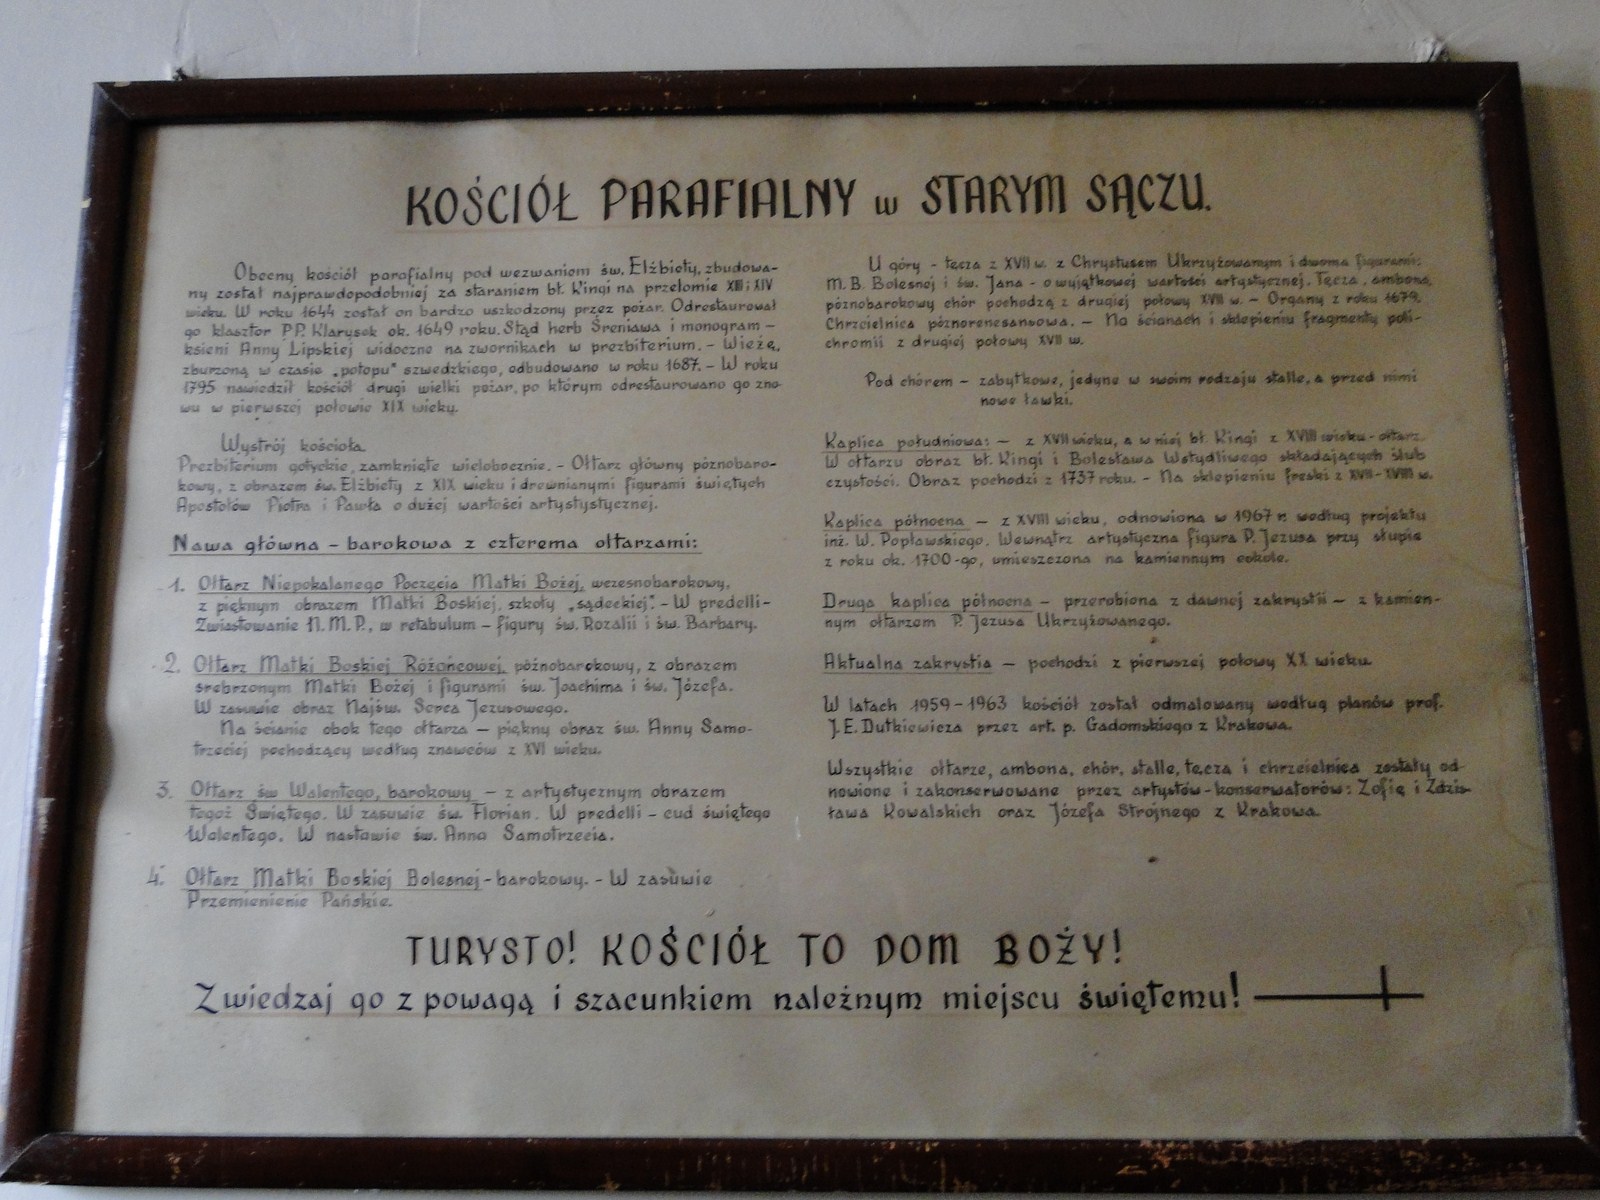 KOŚCIÓŁ PARAFIALNY w STARYM SĄCZU.
Obecny kościół parafialny pod wezwaniem św. Elżbiety, zbudowa-
ny został najprawdopodobniej za staraniem bł. Kingi na przełomie XIII i XIV
wieku. W roku 1644 został on bardzo uszkodzony przez pożar. Odrestaurował
go klasztor P.P. Klarysek ok. 1649 roku. Stąd herb Śreniawa i monogram -
ksieni Anny Lipskiej widoczne na zwornikach w prezbiterium. - Wieżę,
zburzoną w czasie „potopu" szwedzkiego, odbudowano w roku 1687. - W roku
1795 nawiedził kościół drugi wielki pożar, po którym odrestaurowano go zno-
wu w pierwszej połowie XIX wieku.
Wystrój kościoła.
Prezbiterium gotyckie, zamknięte wielobocznie. - Ołtarz główny póznobaro-
kowy, z obrazem św. Elżbiety z XIX wieku i drewnianymi figurami świętych
Apostołów Piotra i Pawła o dużej wartości artystystycznej.
Nawa główna - barokowa z czterema ołtarzami:
1. Ołtarz Niepokalanego Poczęcia Matki Bożej, wczesnobarokowy,
z pięknym obrazem Matki Boskiej, szkoły „sądeckiej". - W predelli -
Zwiastowanie N.M.P., w retabulum - figury św. Rozalii i św. Barbary.
2. Ołtarz Matki Boskiej Różańcowej, póżnobarokowy, z obrazem
srebrzonym Matki Bożej i figurami św. Joachima i św. Józefa.
W zasuwie obraz Najśw. Serca Jezusowego.
Na ścianie obok tego ołtarza - piękny obraz św. Anny Samo-
trzeciej pochodzący według znawców z XVI wieku.
3. Ołtarz św Walentego, barokowy - z artystycznym obrazem
tegoż Świętego. W zasuwie św. Florian. W predelli - cud świętego
Walentego. W nastawie św. Anna Samotrzecia.
4. Ołtarz Matki Boskiej Bolesnej - barokowy. - W zasuwie
Przemienienie Pańskie.
U góry - tęcza z XVII w. z Chrystusem Ukrzyżowanym i dwoma figurami:
M.B. Bolesnej i św. Jana - o wyjątkowej wartości artystycznej. Tęcza, ambona,
póznobarokowy chór pochodzą z drugiej połowy XVII w. - Organy z roku 1679.
Chrzcielnica póznorenesansowa. - Na ścianach i sklepieniu fragmenty poli-
chromii z drugiej połowy XVII w.
Pod chórem - zabytkowe, jedyne w swoim rodzaju stalle, a przed nimi
nowe ławki.
Kaplica południowa: - z XVII wieku, a w niej bł. Kingi z XVIII wieku - ołtarz.
W ołtarzu obraz bł. Kingi i Bolesława Wstydliwego składających ślub
czystości. Obraz pochodzi z 1737 roku. - Na sklepieniu freski z XVII-XVIII w.
Kaplica północna - z XVIII wieku, odnowiona w 1967 r. według projektu
inż. W. Popławskiego. Wewnątrz artystyczna figura P. Jezusa przy słupie
z roku ok. 1700-go, umieszczona na kamiennym cokole.
Druga kaplica północna - przerobiona z dawnej zakrystii - z kamien-
nym ołtarzem P. Jezusa Ukrzyżowanego.
Aktualna zakrystia - pochodzi z pierwszej połowy XX wieku.
W latach 1959-1963 kościół został odmalowany według planów prof.
J.E. Dutkiewicza przez art. p. Gadomskiego z Krakowa.
Wszystkie ołtarze, ambona, chór, stalle, tęcza i chrzcielnica zostały od-
nowione i zakonserwowane przez artystów-konserwatorów: Zofię i Zdzis-
ława Kowalskich oraz Józefa Strojnego z Krakowa.
TURYSTO! KOŚCIÓŁ TO DOM BOŻY!
Zwiedzaj go z powagą i szacunkiem należnym miejscu świętemu!